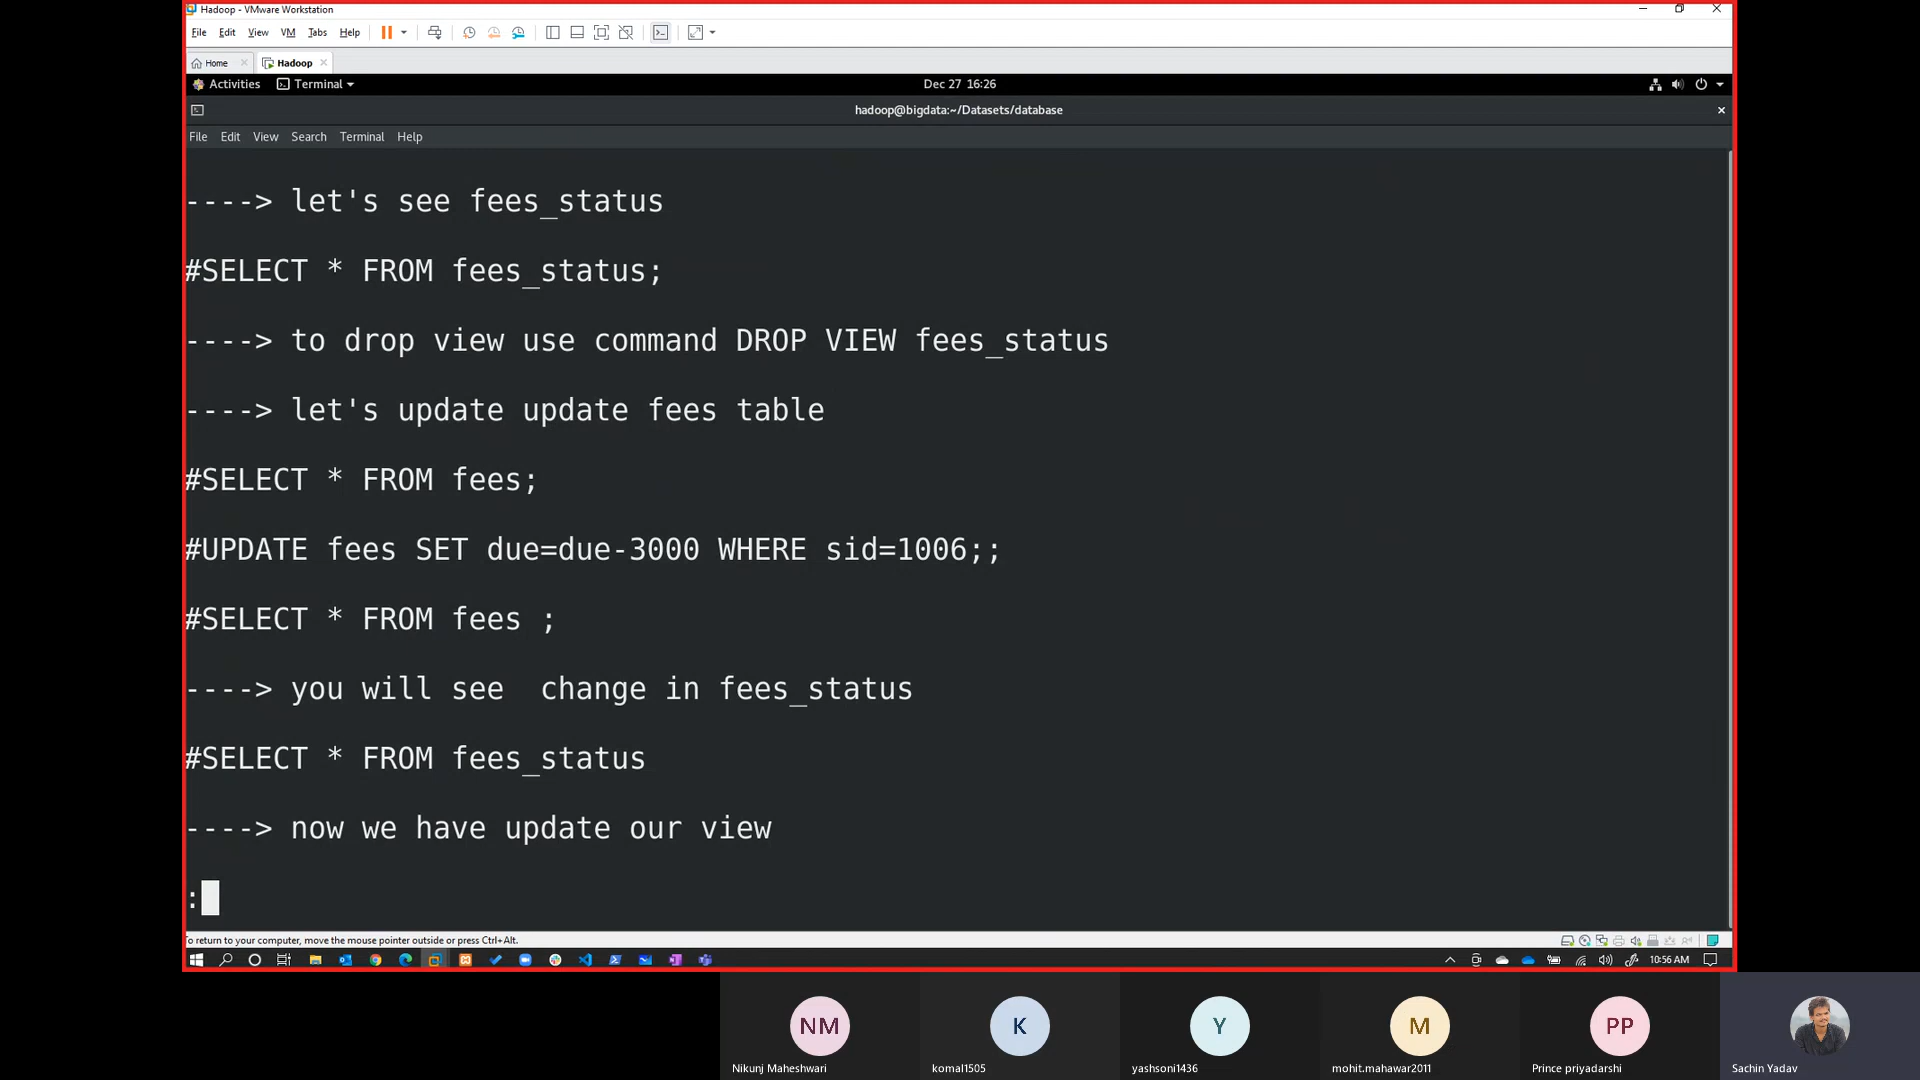 Hadoop - VMware Workstation
File Edit View VM Tabs Help
Home Hadoop
Activities Terminal Dec 27 16:26
hadoop@bigdata:~/Datasets/database
File Edit View Search Terminal Help
----> let's see fees_status
#SELECT * FROM fees_status;
----> to drop view use command DROP VIEW fees_status
----> let's update update fees table
#SELECT * FROM fees;
#UPDATE fees SET due=due-3000 WHERE sid=1006;;
#SELECT * FROM fees ;
----> you will see  change in fees_status
#SELECT * FROM fees_status
----> now we have update our view
:
To return to your computer, move the mouse pointer outside or press Ctrl+Alt.
10:56 AM
NM K Y M PP
Nikunj Maheshwari komal1505 yashsoni1436 mohit.mahawar2011 Prince priyadarshi Sachin Yadav